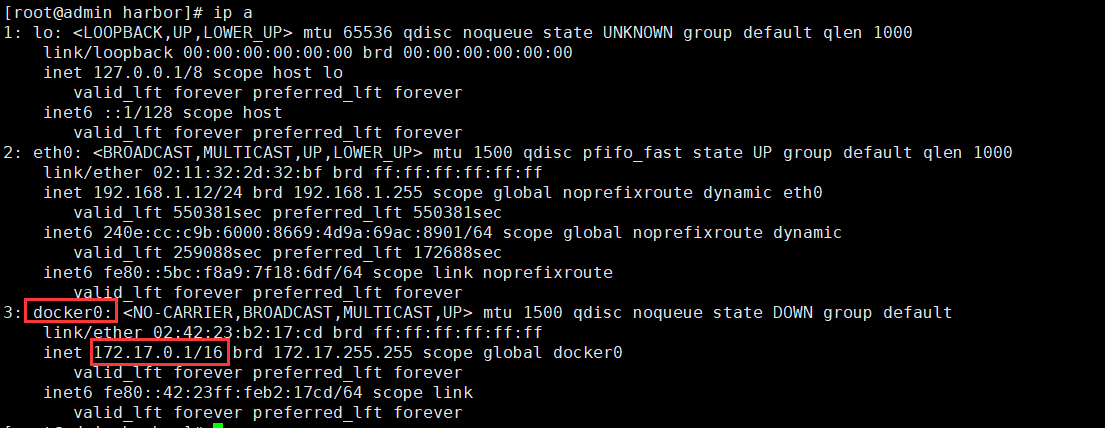 [root@admin harbor]# ip a
1: lo: <LOOPBACK,UP,LOWER_UP> mtu 65536 qdisc noqueue state UNKNOWN group default qlen 1000
    link/loopback 00:00:00:00:00:00 brd 00:00:00:00:00:00
    inet 127.0.0.1/8 scope host lo
       valid_lft forever preferred_lft forever
    inet6 ::1/128 scope host
       valid_lft forever preferred_lft forever
2: eth0: <BROADCAST,MULTICAST,UP,LOWER_UP> mtu 1500 qdisc pfifo_fast state UP group default qlen 1000
    link/ether 02:11:32:2d:32:bf brd ff:ff:ff:ff:ff:ff
    inet 192.168.1.12/24 brd 192.168.1.255 scope global noprefixroute dynamic eth0
       valid_lft 550381sec preferred_lft 550381sec
    inet6 240e:cc:c9b:6000:8669:4d9a:69ac:8901/64 scope global noprefixroute dynamic
       valid_lft 259088sec preferred_lft 172688sec
    inet6 fe80::5bc:f8a9:7f18:6df/64 scope link noprefixroute
       valid_lft forever preferred_lft forever
3: docker0: <NO-CARRIER,BROADCAST,MULTICAST,UP> mtu 1500 qdisc noqueue state DOWN group default
    link/ether 02:42:23:b2:17:cd brd ff:ff:ff:ff:ff:ff
    inet 172.17.0.1/16 brd 172.17.255.255 scope global docker0
       valid_lft forever preferred_lft forever
    inet6 fe80::42:23ff:feb2:17cd/64 scope link
       valid_lft forever preferred_lft forever